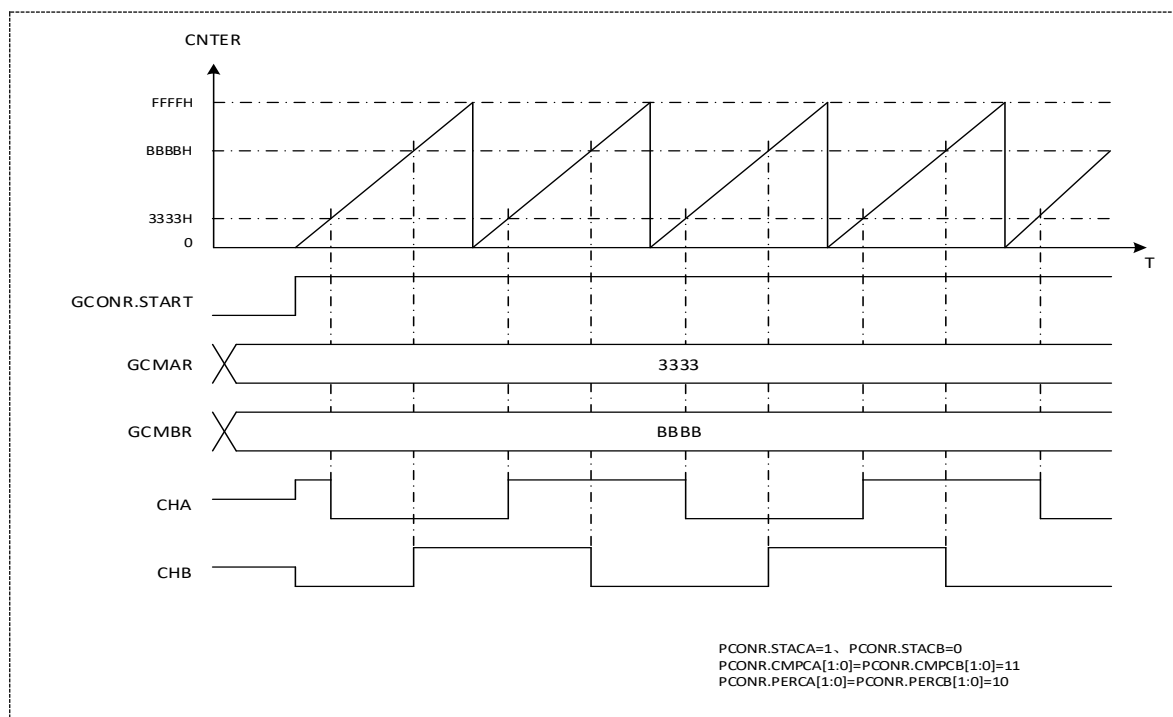 CNTER
FFFFH
BBBBH
3333H
0
T
GCONR.START
GCMAR
3333
GCMBR
BBBB
CHA
CHB
PCONR.STACA=1、PCONR.STACB=0
PCONR.CMPCA[1:0]=PCONR.CMPCB[1:0]=11
PCONR.PERCA[1:0]=PCONR.PERCB[1:0]=10